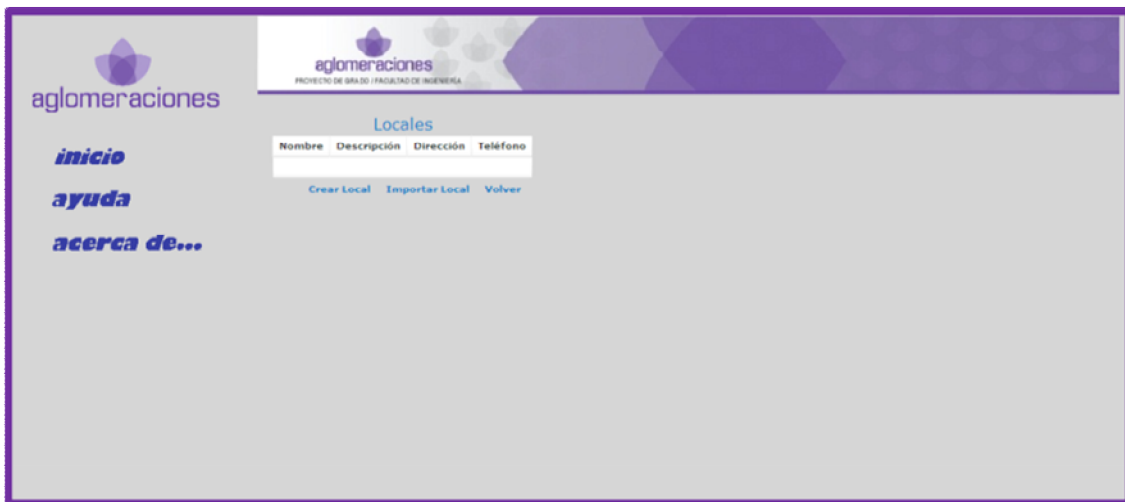 aglomeraciones
inicio
ayuda
acerca de...
aglomeraciones
PROYECTO DE GRADO / FACULTAD DE INGENIERÍA
Locales
Nombre Descripción Dirección Teléfono
Crear Local Importar Local Volver